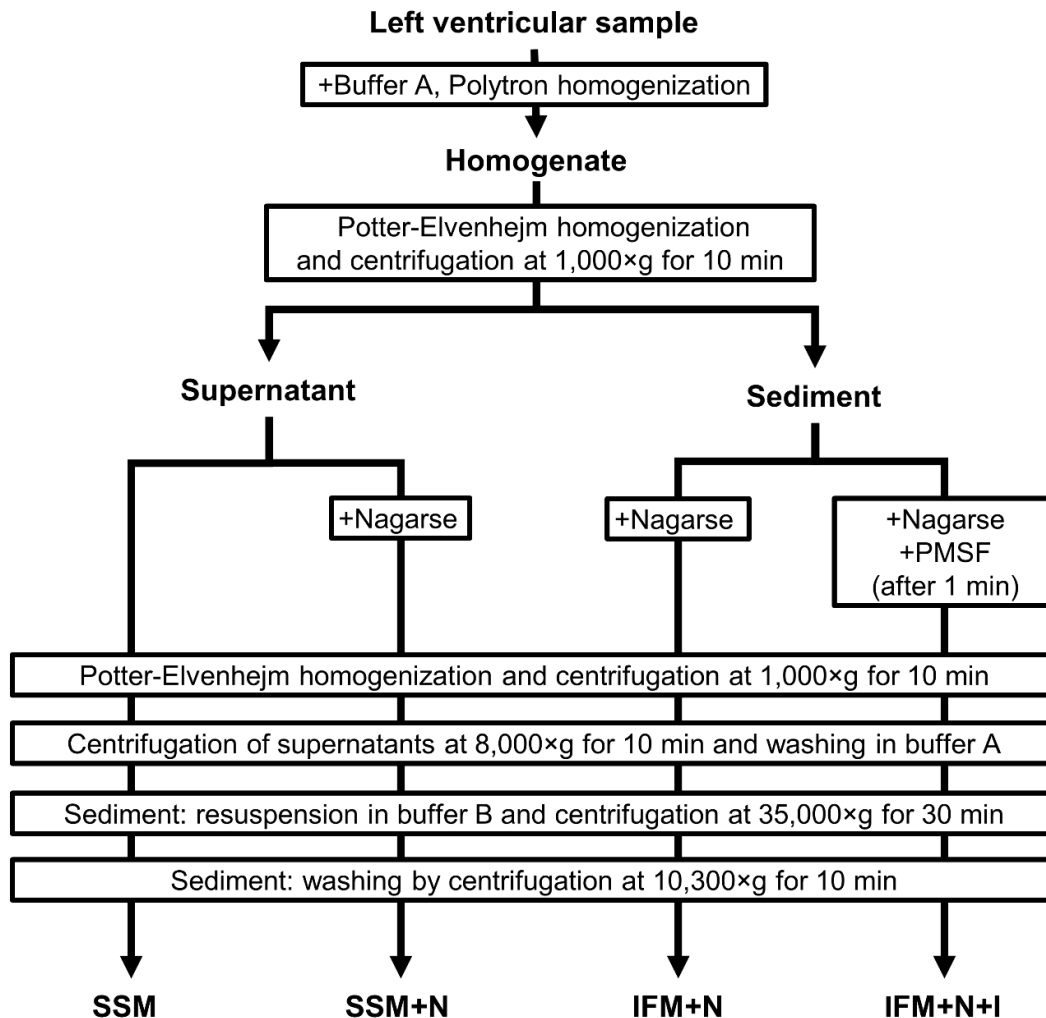 Left ventricular sample
+Buffer A, Polytron homogenization
Homogenate
Potter-Elvenhejm homogenization
and centrifugation at 1,000×g for 10 min
Supernatant
Sediment
+Nagarse
+Nagarse
+Nagarse
+PMSF
(after 1 min)
Potter-Elvenhejm homogenization and centrifugation at 1,000×g for 10 min
Centrifugation of supernatants at 8,000×g for 10 min and washing in buffer A
Sediment: resuspension in buffer B and centrifugation at 35,000×g for 30 min
Sediment: washing by centrifugation at 10,300×g for 10 min
SSM
SSM+N
IFM+N
IFM+N+I